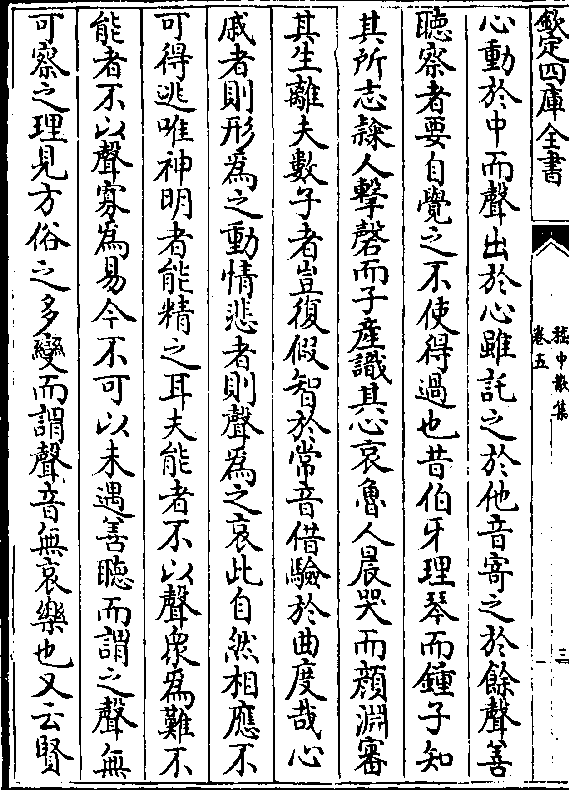 欽定四庫全書
嵇中散集
卷五
三
心動於中而聲出於心雖託之於他音寄之於餘聲善
聽察者要自覺之不使得過也昔伯牙理琴而鍾子知
其所志隸人擊磬而子產識其心哀魯人晨哭而顔淵審
其生離夫數子者豈復假智於常音借驗於曲度哉心
戚者則形為之動情悲者則聲為之哀此自然相應不
可得逃唯神明者能精之耳夫能者不以聲衆為難不
能者不以聲寡為易今不可以未遇善聽而謂之聲無
可察之理見方俗之多變而謂聲音無哀樂也又云賢